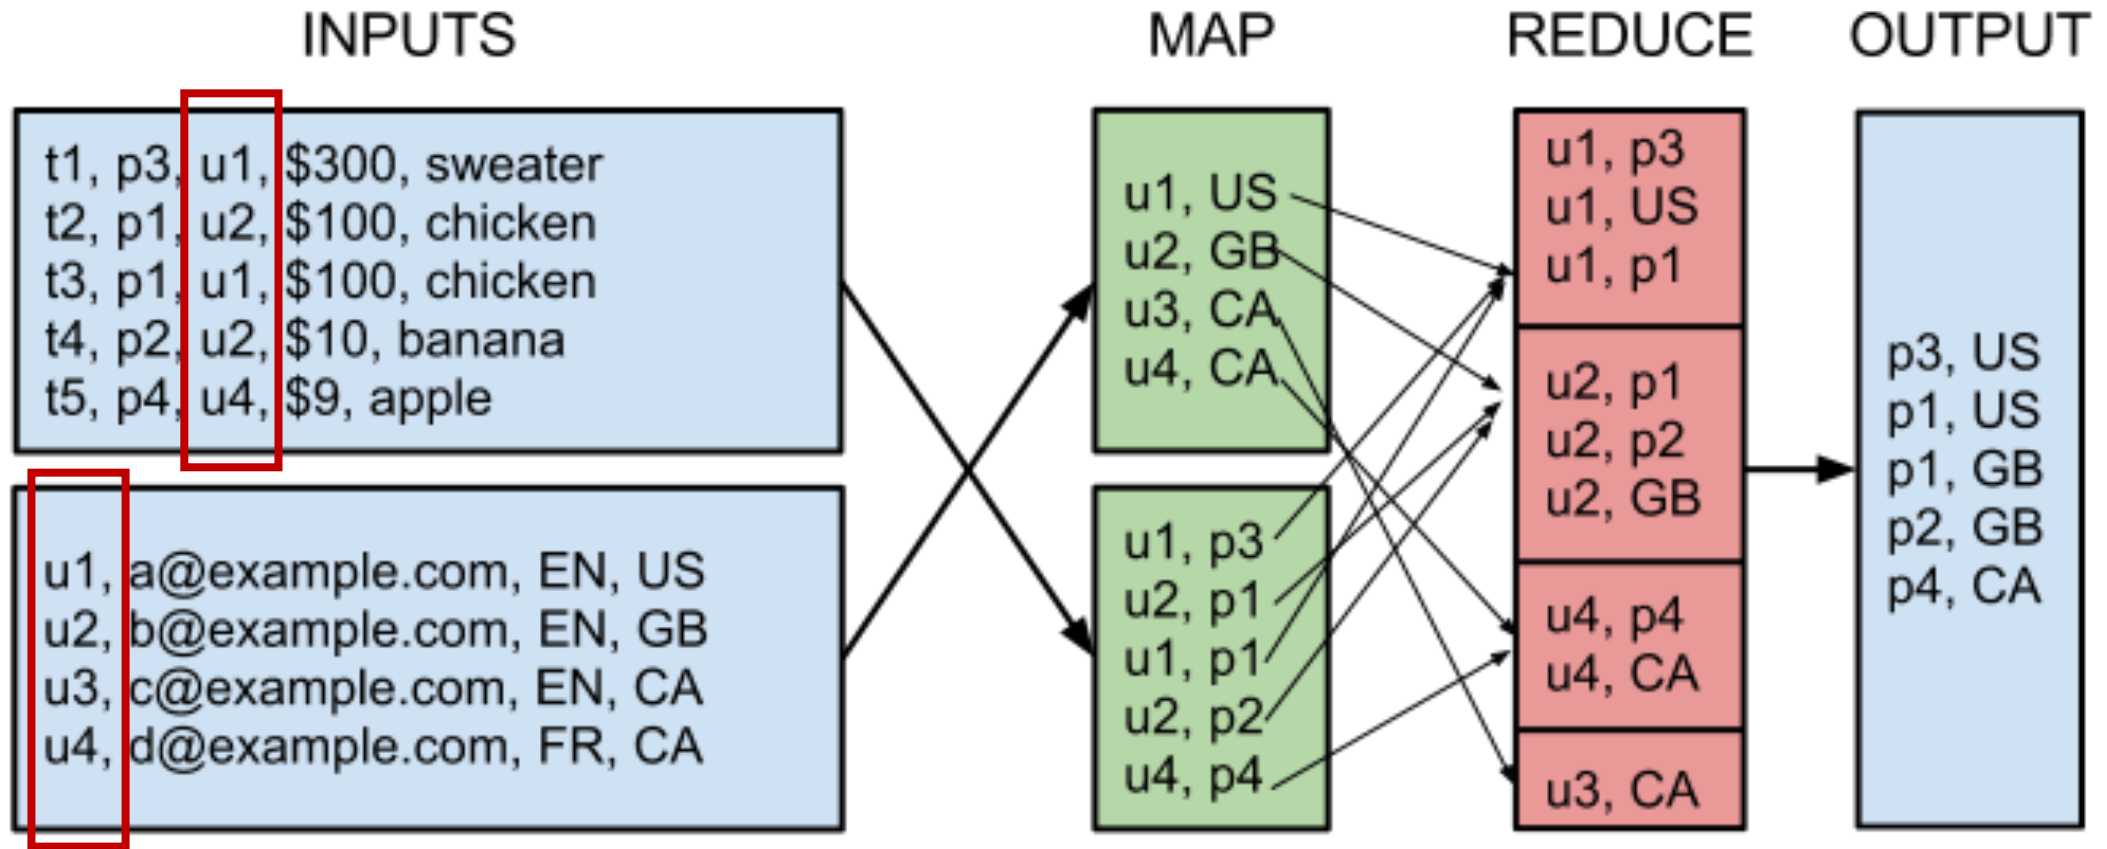 INPUTS
t1, p3, u1, $300, sweater
t2, p1, u2, $100, chicken
t3, p1, u1, $100, chicken
t4, p2, u2, $10, banana
t5, p4, u4, $9, apple
u1, a@example.com, EN, US
u2, b@example.com, EN, GB
u3, c@example.com, EN, CA
u4, d@example.com, FR, CA
MAP
u1, US
u2, GB
u3, CA
u4, CA
u1, p3
u2, p1
u1, p1
u2, p2
u4, p4
REDUCE
u1, p3
u1, US
u1, p1
u2, p1
u2, p2
u2, GB
u4, p4
u4, CA
u3, CA
OUTPUT
p3, US
p1, US
p1, GB
p2, GB
p4, CA